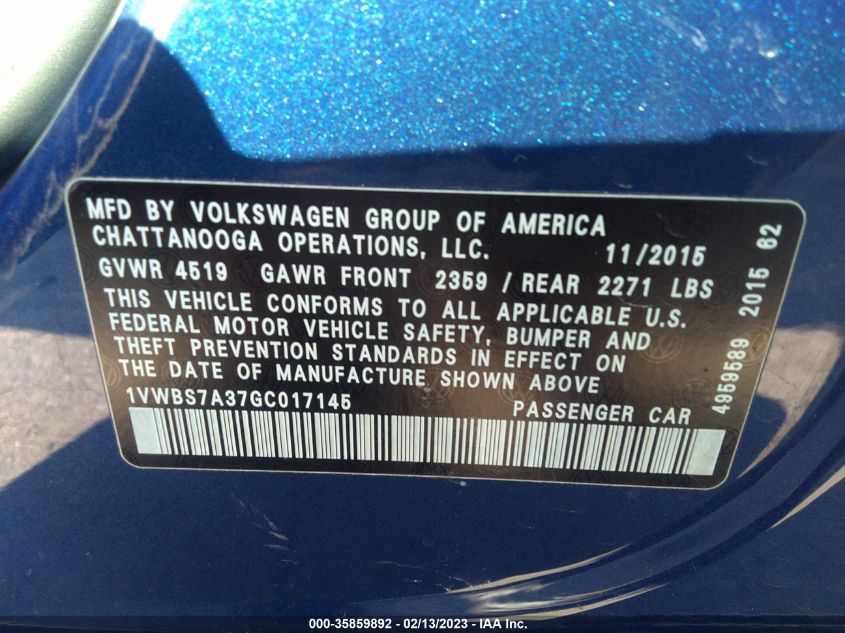 MFD BY VOLKSWAGEN GROUP OF AMERICA
CHATTANOOGA OPERATIONS, LLC. 11/2015
GVWR 4519 GAWR FRONT 2359 / REAR 2271 LBS
THIS VEHICLE CONFORMS TO ALL APPLICABLE U.S.
FEDERAL MOTOR VEHICLE SAFETY, BUMPER AND
THEFT PREVENTION STANDARDS IN EFFECT ON
THE DATE OF MANUFACTURE SHOWN ABOVE
1VWBS7A37GC017145 PASSENGER CAR
4959589 2015 62
000-35859892 - 02/13/2023 - IAA Inc.